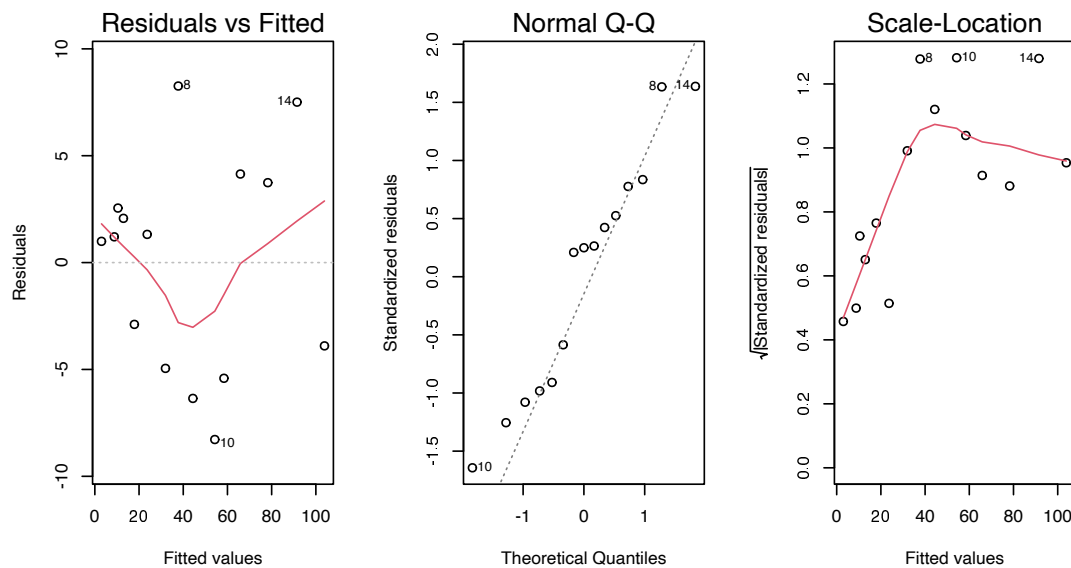 Residuals vs Fitted
10
5
0
-5
-10
0 20 40 60 80 100
Fitted values
Residuals
8
14
10
Normal Q-Q
2.0
1.5
1.0
0.5
0.0
-0.5
-1.0
-1.5
-1 0 1
Theoretical Quantiles
Standardized residuals
8
14
10
Scale-Location
1.2
1.0
0.8
0.6
0.4
0.2
0.0
0 20 40 60 80 100
Fitted values
√|Standardized residuals|
8
10
14